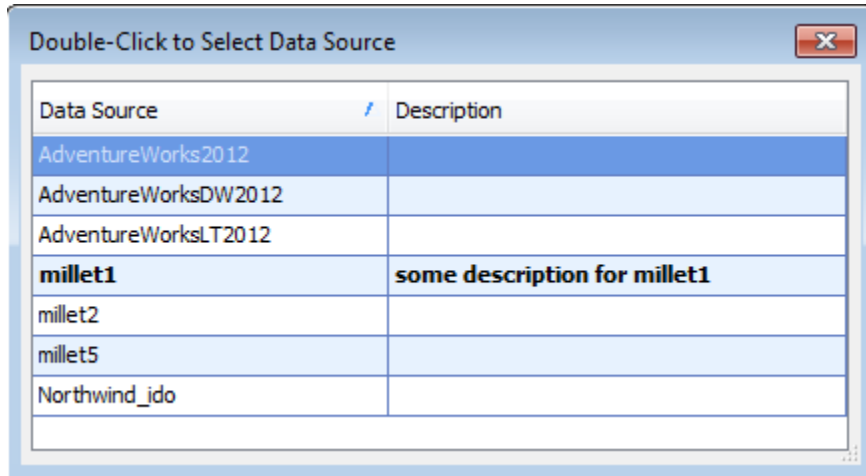 Double-Click to Select Data Source
Data Source Description
AdventureWorks2012
AdventureWorksDW2012
AdventureWorksLT2012
millet1 some description for millet1
millet2
millet5
Northwind_ido